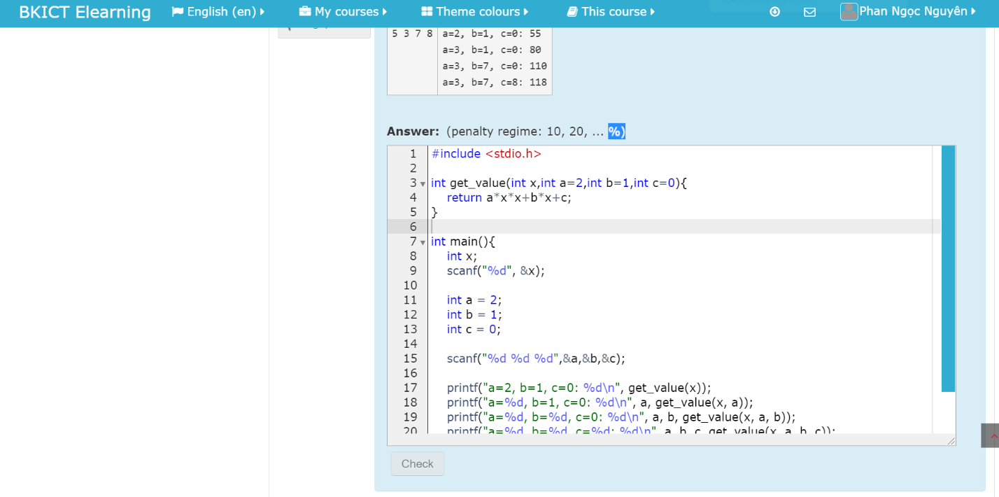 BKICT Elearning English (en) My courses Theme colours This course Phan Ngọc Nguyên
5 3 7 8 a=2, b=1, c=0: 55
a=3, b=1, c=0: 80
a=3, b=7, c=0: 110
a=3, b=7, c=8: 118
Answer: (penalty regime: 10, 20, ... %)
1 #include <stdio.h>
2
3 int get_value(int x,int a=2,int b=1,int c=0){
4 return a*x*x+b*x+c;
5 }
6
7 int main(){
8 int x;
9 scanf("%d", &x);
10
11 int a = 2;
12 int b = 1;
13 int c = 0;
14
15 scanf("%d %d %d",&a,&b,&c);
16
17 printf("a=2, b=1, c=0: %d\n", get_value(x));
18 printf("a=%d, b=1, c=0: %d\n", a, get_value(x, a));
19 printf("a=%d, b=%d, c=0: %d\n", a, b, get_value(x, a, b));
20 printf("a=%d, b=%d, c=%d: %d\n", a, b, c, get_value(x, a, b, c));
Check